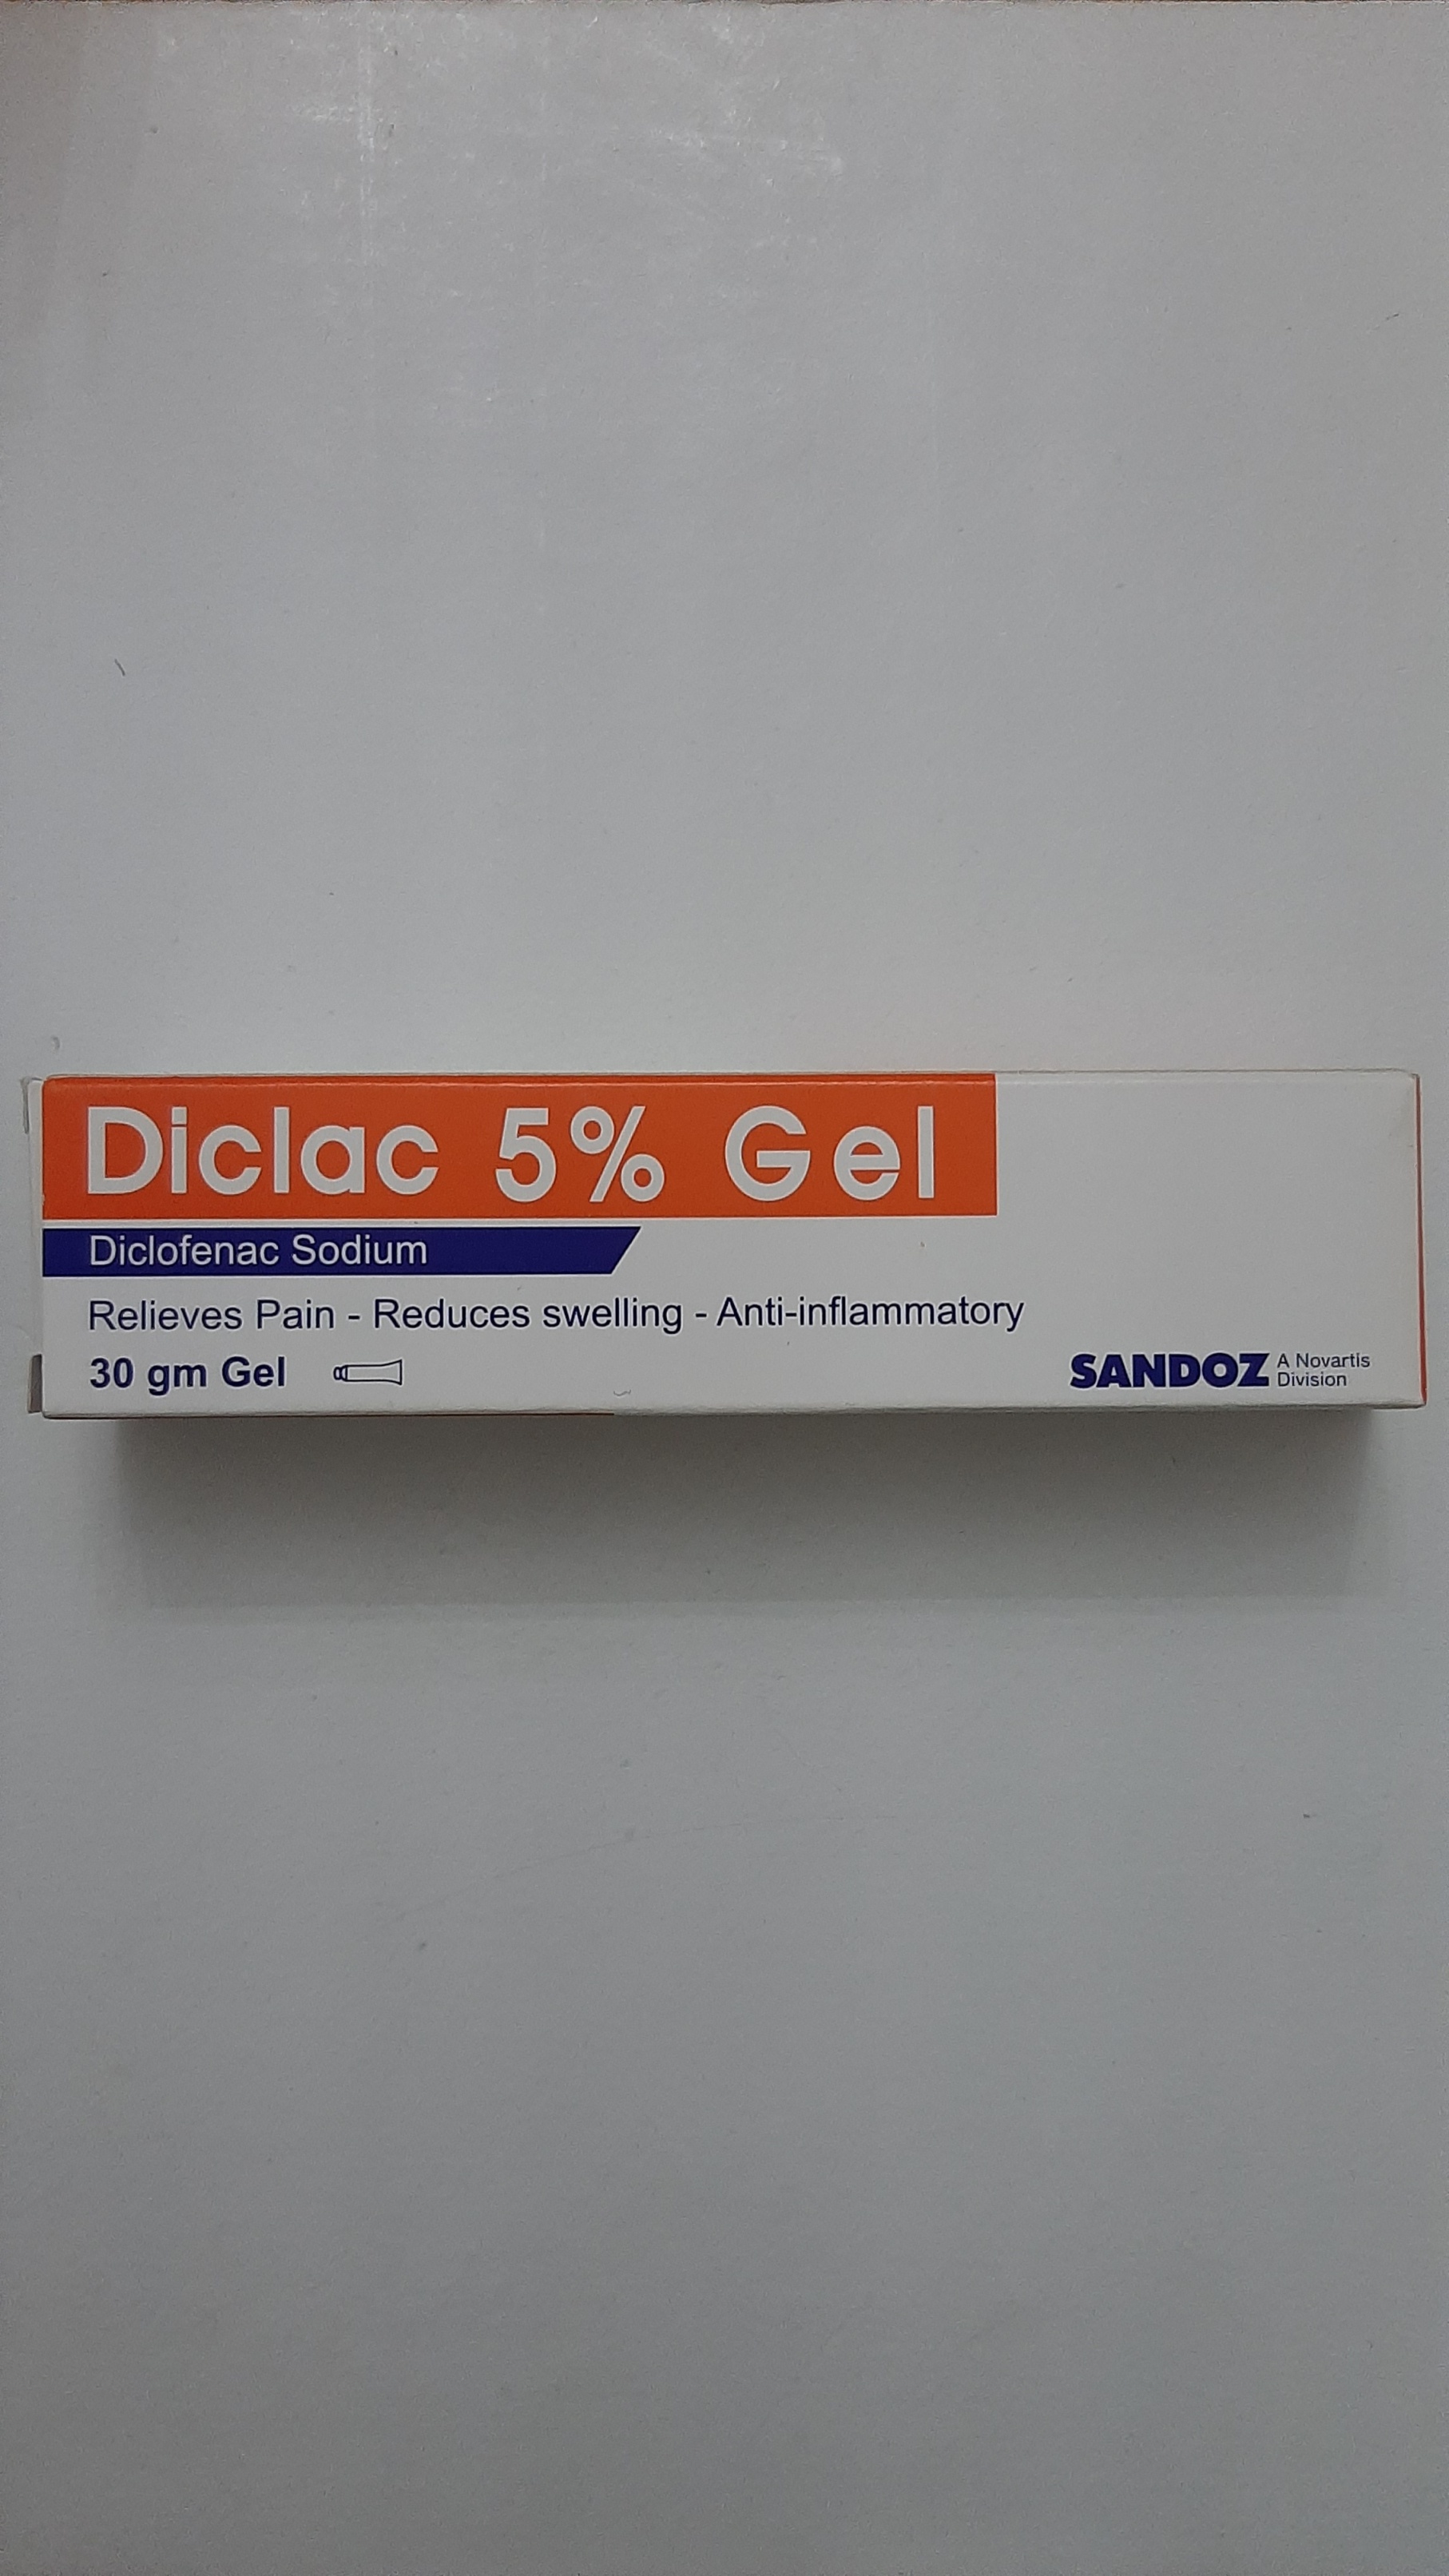 Diclac 5% Gel
Diclofenac Sodium
Relieves Pain - Reduces swelling - Anti-inflammatory
30 gm Gel
SANDOZ A Novartis
Division